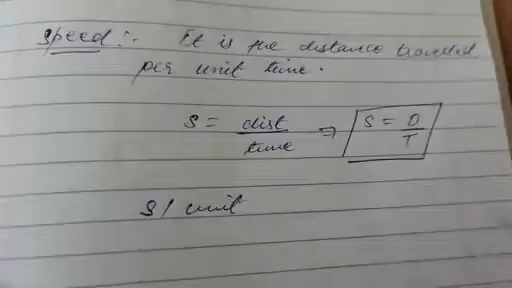 Speed :- It is the distance travelled
per unit time.
S = dist / time ⇒ S = D / T
S/ unit